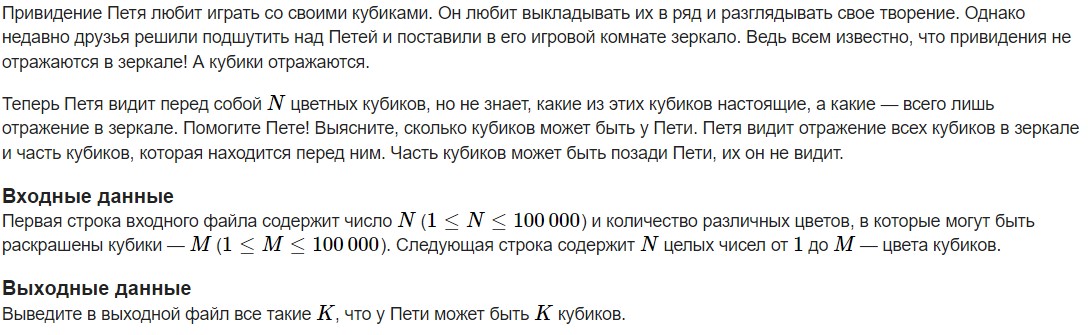 Привидение Петя любит играть со своими кубиками. Он любит выкладывать их в ряд и разглядывать свое творение. Однако
недавно друзья решили подшутить над Петей и поставили в его игровой комнате зеркало. Ведь всем известно, что привидения не
отражаются в зеркале! А кубики отражаются.
Теперь Петя видит перед собой N цветных кубиков, но не знает, какие из этих кубиков настоящие, а какие — всего лишь
отражение в зеркале. Помогите Пете! Выясните, сколько кубиков может быть у Пети. Петя видит отражение всех кубиков в зеркале
и часть кубиков, которая находится перед ним. Часть кубиков может быть позади Пети, их он не видит.
Входные данные
Первая строка входного файла содержит число N (1 ≤ N ≤ 100 000) и количество различных цветов, в которые могут быть
раскрашены кубики — M (1 ≤ M ≤ 100 000). Следующая строка содержит N целых чисел от 1 до M — цвета кубиков.
Выходные данные
Выведите в выходной файл все такие K, что у Пети может быть K кубиков.